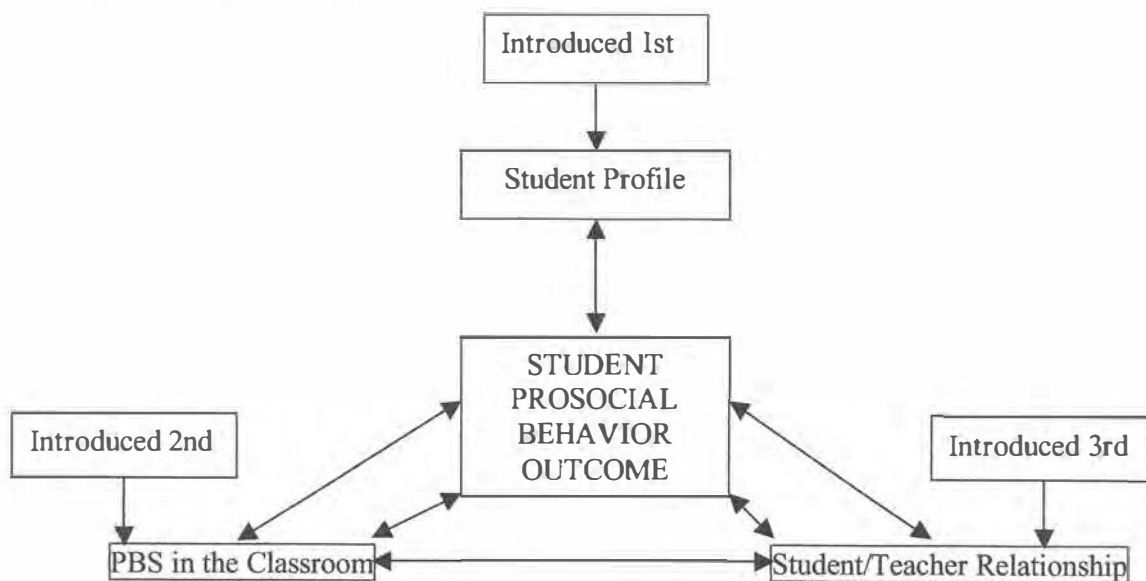 Introduced 1st
Student Profile
STUDENT
PROSOCIAL
BEHAVIOR
OUTCOME
Introduced 2nd
Introduced 3rd
PBS in the Classroom
Student/Teacher Relationship